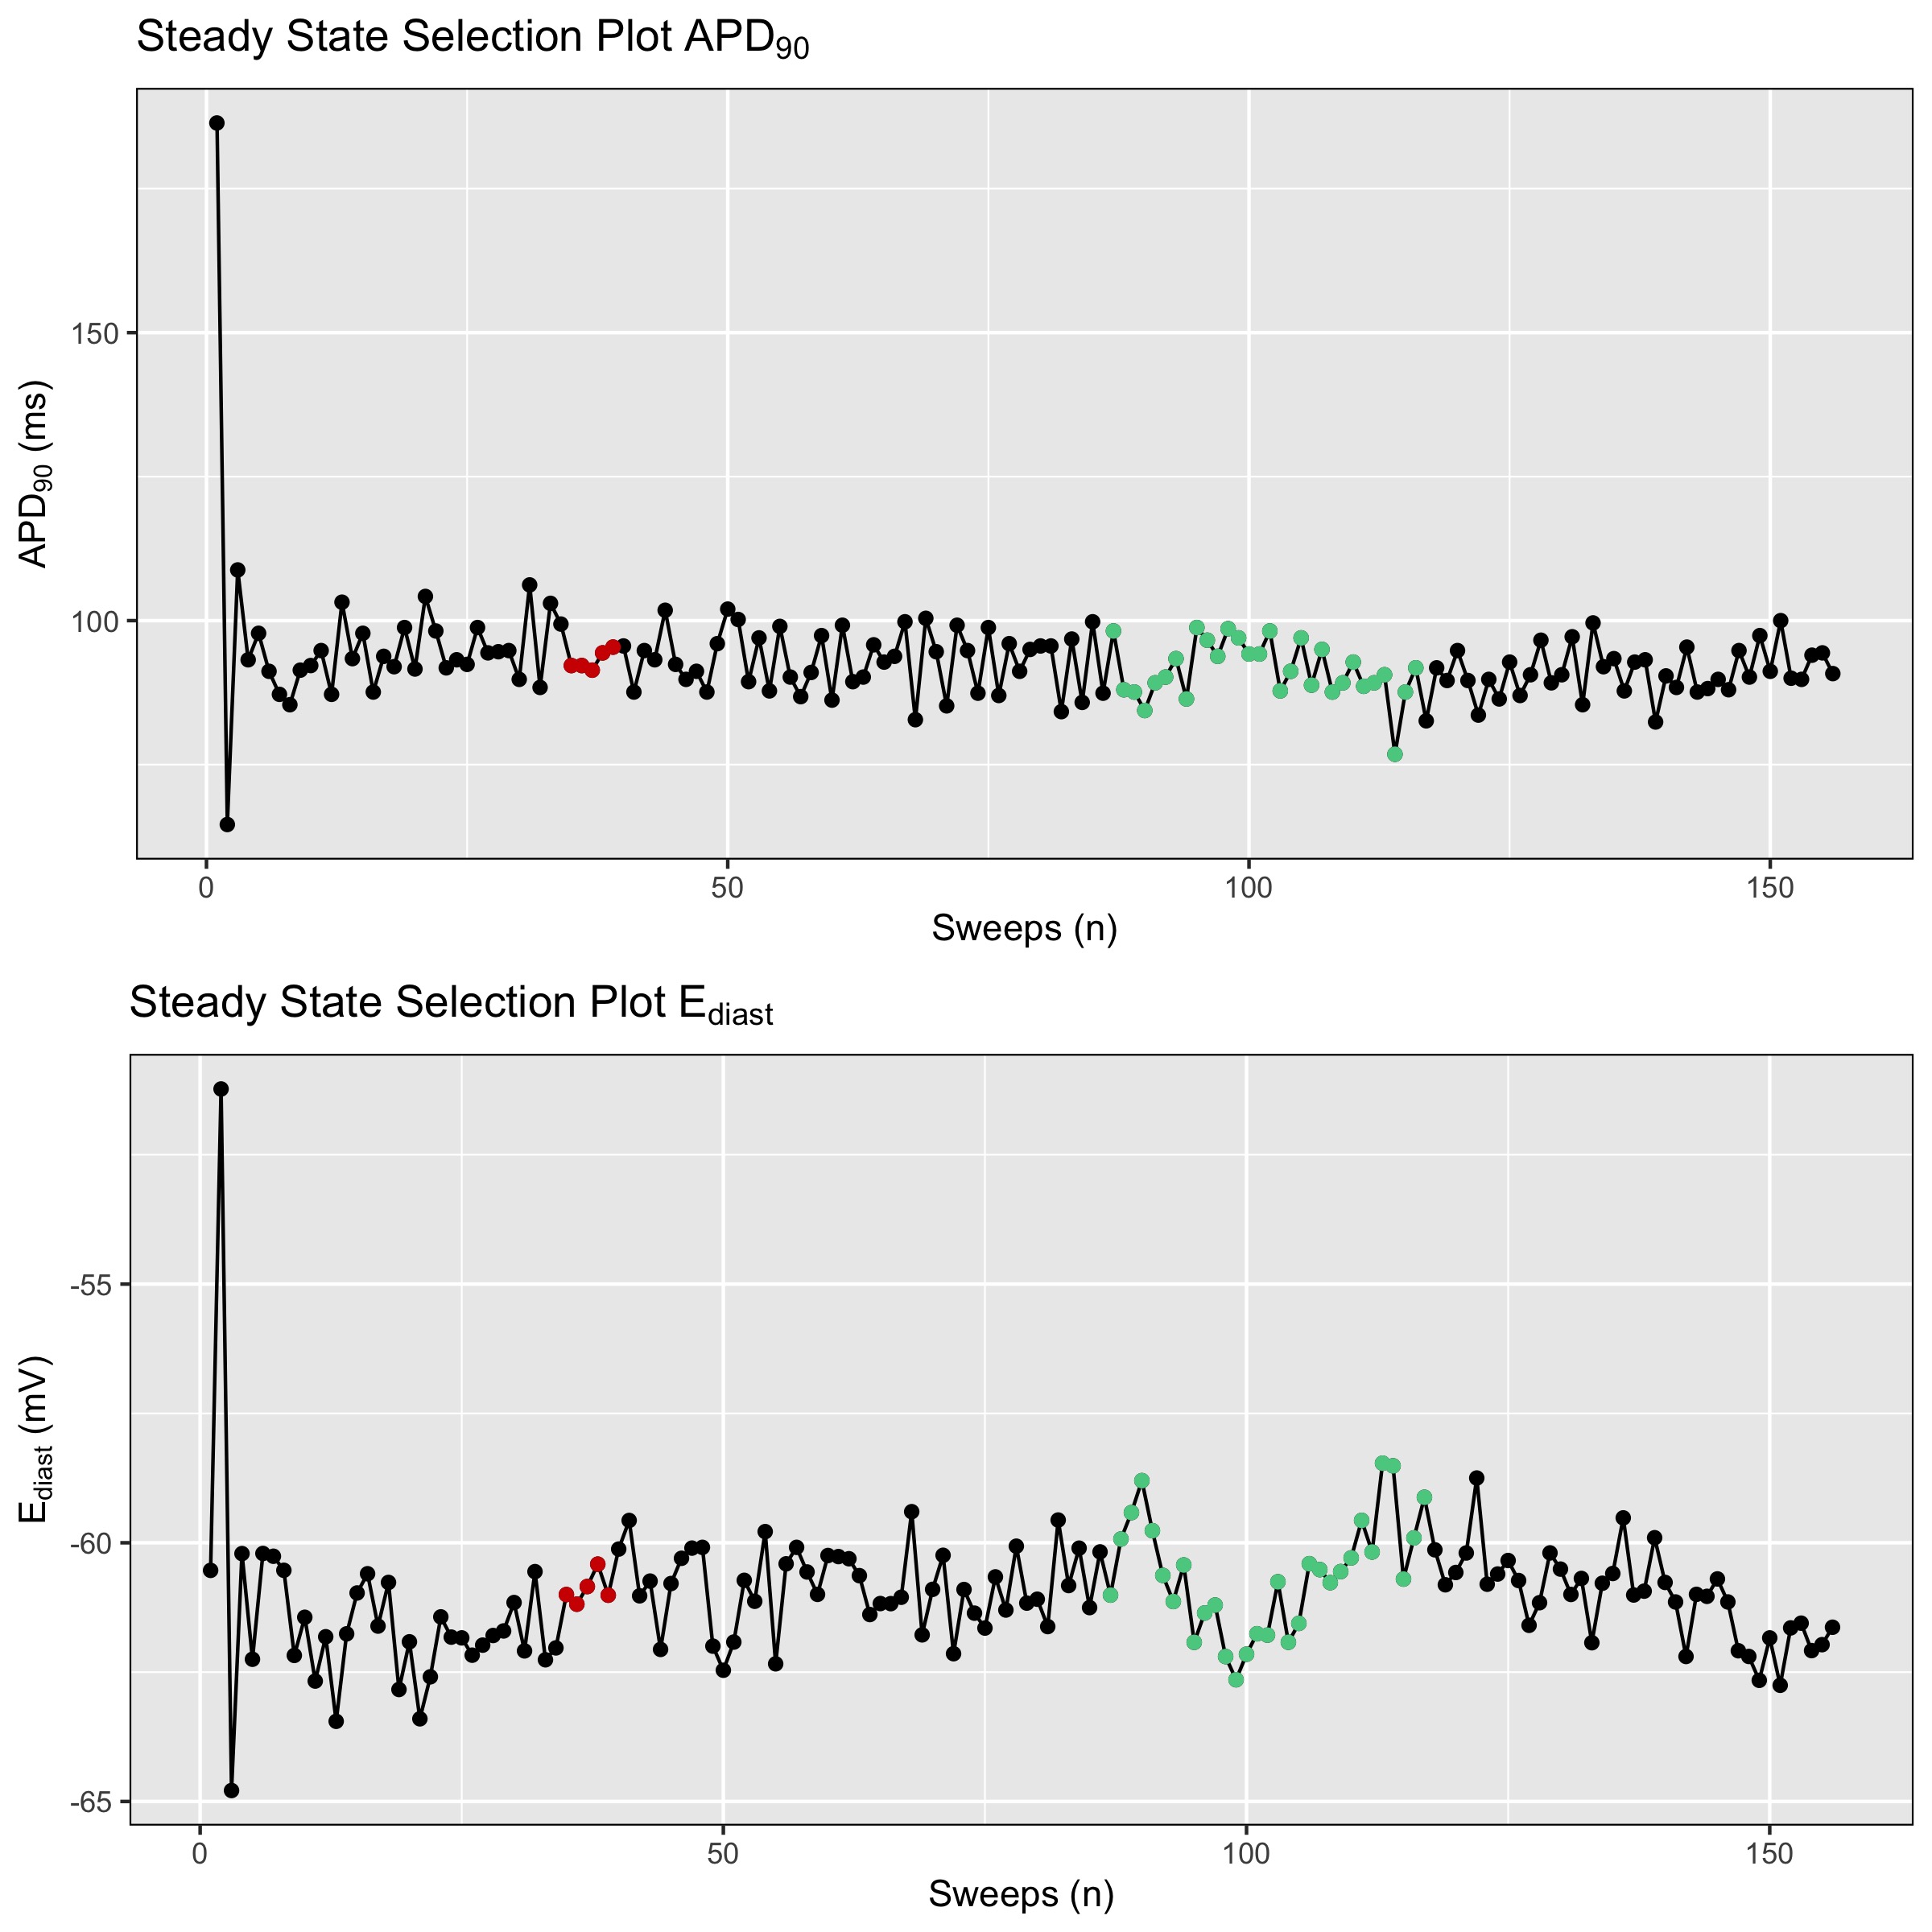 Steady State Selection Plot APD90
150
100
APD90 (ms)
0 50 100 150
Sweeps (n)
Steady State Selection Plot Ediast
-55
-60
-65
Ediast (mV)
0 50 100 150
Sweeps (n)